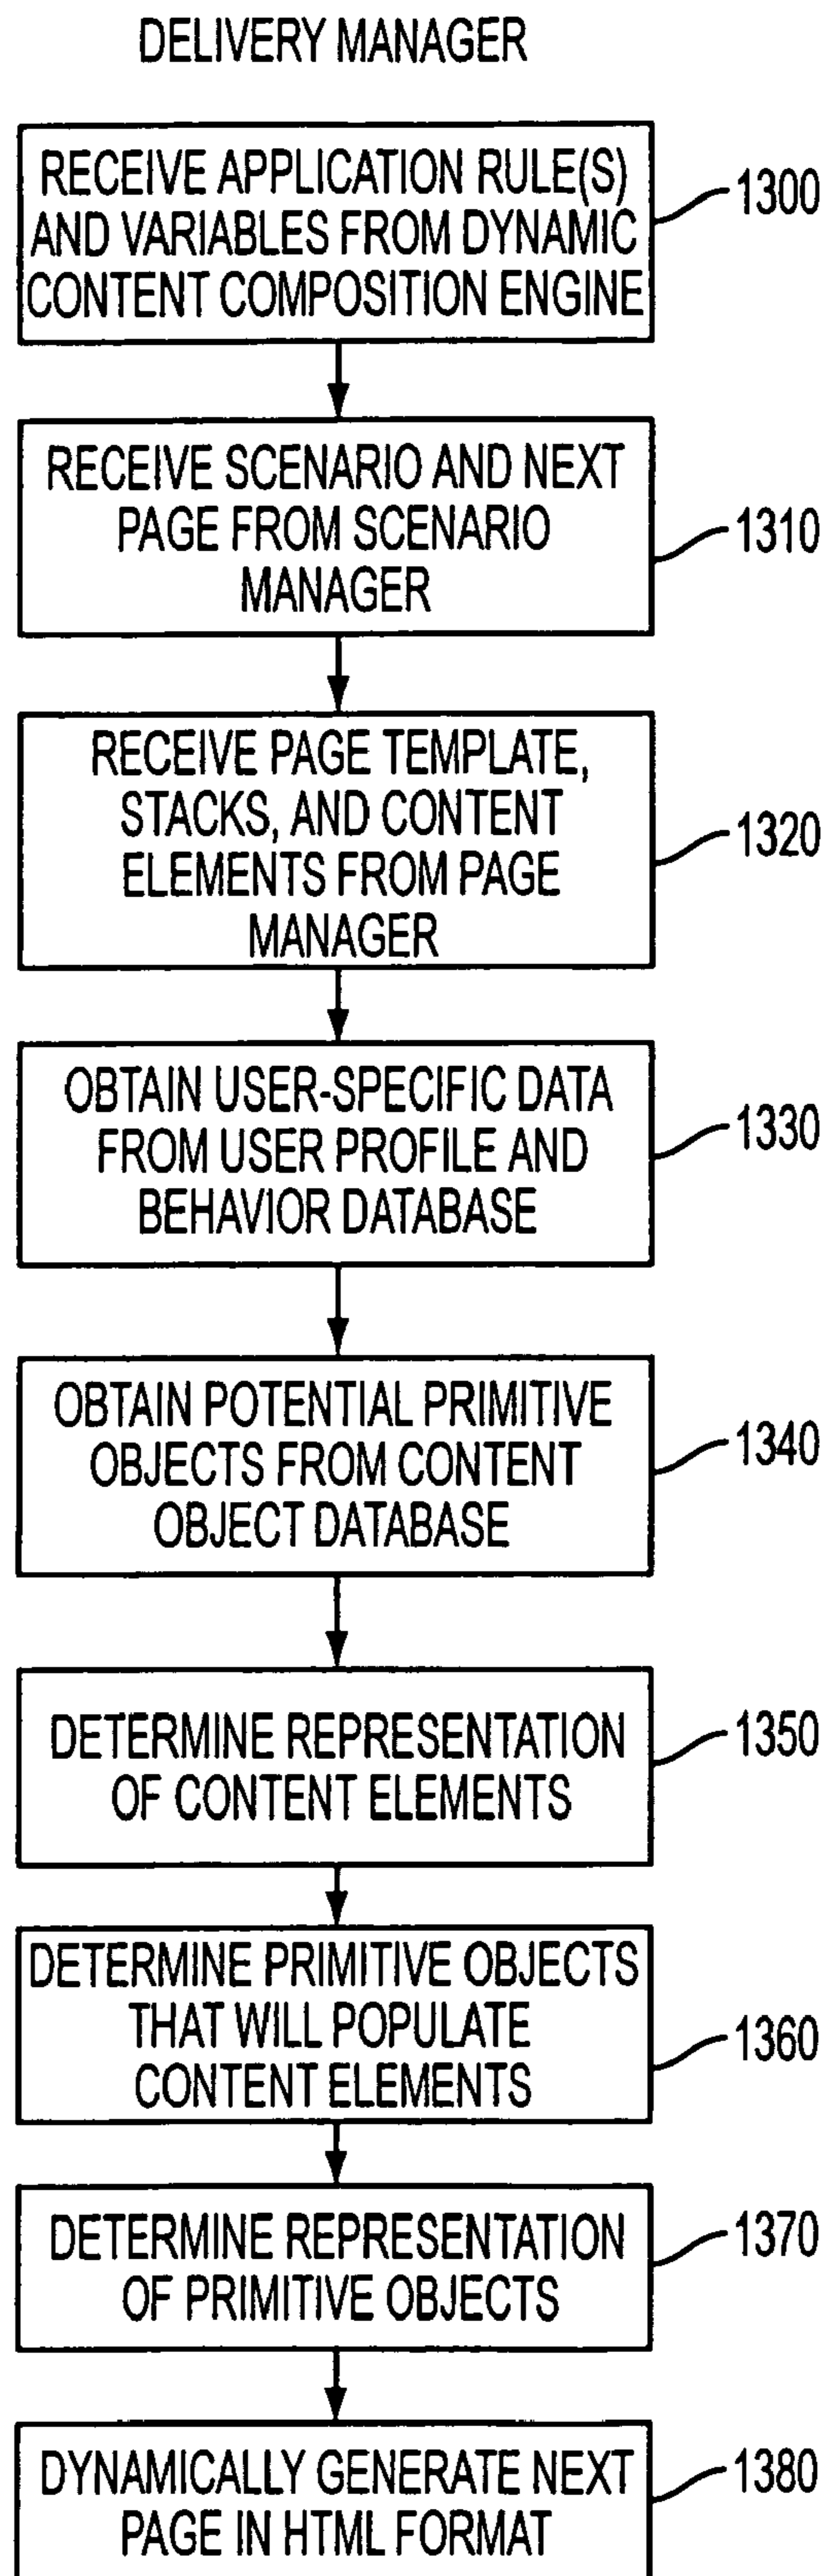 DELIVERY MANAGER
RECEIVE APPLICATION RULE(S)
AND VARIABLES FROM DYNAMIC
CONTENT COMPOSITION ENGINE
1300
RECEIVE SCENARIO AND NEXT
PAGE FROM SCENARIO
MANAGER
1310
RECEIVE PAGE TEMPLATE,
STACKS, AND CONTENT
ELEMENTS FROM PAGE
MANAGER
1320
OBTAIN USER-SPECIFIC DATA
FROM USER PROFILE AND
BEHAVIOR DATABASE
1330
OBTAIN POTENTIAL PRIMITIVE
OBJECTS FROM CONTENT
OBJECT DATABASE
1340
DETERMINE REPRESENTATION
OF CONTENT ELEMENTS
1350
DETERMINE PRIMITIVE OBJECTS
THAT WILL POPULATE
CONTENT ELEMENTS
1360
DETERMINE REPRESENTATION
OF PRIMITIVE OBJECTS
1370
DYNAMICALLY GENERATE NEXT
PAGE IN HTML FORMAT
1380